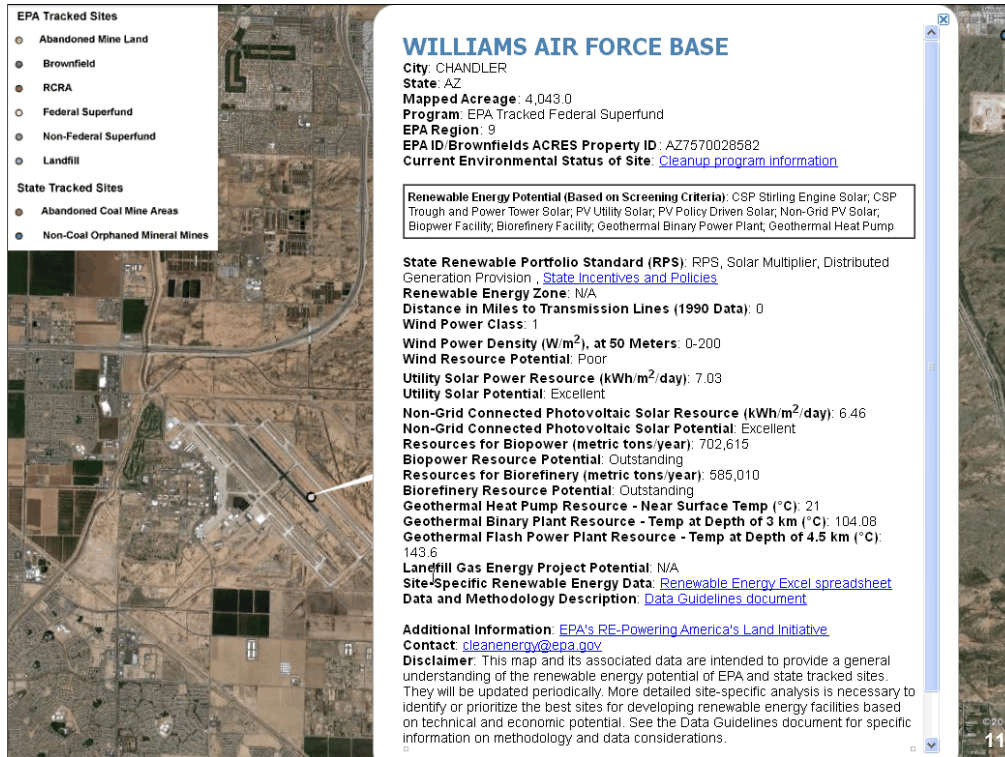 EPA Tracked Sites
Abandoned Mine Land
Brownfield
RCRA
Federal Superfund
Non-Federal Superfund
Landfill
State Tracked Sites
Abandoned Coal Mine Areas
Non-Coal Orphaned Mineral Mines
WILLIAMS AIR FORCE BASE
City: CHANDLER
State: AZ
Mapped Acreage: 4,043.0
Program: EPA Tracked Federal Superfund
EPA Region: 9
EPA ID/Brownfields ACRES Property ID: AZ7570028582
Current Environmental Status of Site: Cleanup program information
Renewable Energy Potential (Based on Screening Criteria): CSP Stirling Engine Solar; CSP
Trough and Power Tower Solar; PV Utility Solar; PV Policy Driven Solar; Non-Grid PV Solar;
Biopwer Facility; Biorefinery Facility; Geothermal Binary Power Plant; Geothermal Heat Pump
State Renewable Portfolio Standard (RPS): RPS, Solar Multiplier, Distributed
Generation Provision , State Incentives and Policies
Renewable Energy Zone: N/A
Distance in Miles to Transmission Lines (1990 Data): 0
Wind Power Class: 1
Wind Power Density (W/m²), at 50 Meters: 0-200
Wind Resource Potential: Poor
Utility Solar Power Resource (kWh/m²/day): 7.03
Utility Solar Potential: Excellent
Non-Grid Connected Photovoltaic Solar Resource (kWh/m²/day): 6.46
Non-Grid Connected Photovoltaic Solar Potential: Excellent
Resources for Biopower (metric tons/year): 702,615
Biopower Resource Potential: Outstanding
Resources for Biorefinery (metric tons/year): 585,010
Biorefinery Resource Potential: Outstanding
Geothermal Heat Pump Resource - Near Surface Temp (°C): 21
Geothermal Binary Plant Resource - Temp at Depth of 3 km (°C): 104.08
Geothermal Flash Power Plant Resource - Temp at Depth of 4.5 km (°C):
143.6
Landfill Gas Energy Project Potential: N/A
Site-Specific Renewable Energy Data: Renewable Energy Excel spreadsheet
Data and Methodology Description: Data Guidelines document
Additional Information: EPA's RE-Powering America's Land Initiative
Contact: cleanenergy@epa.gov
Disclaimer: This map and its associated data are intended to provide a general
understanding of the renewable energy potential of EPA and state tracked sites.
They will be updated periodically. More detailed site-specific analysis is necessary to
identify or prioritize the best sites for developing renewable energy facilities based
on technical and economic potential. See the Data Guidelines document for specific
information on methodology and data considerations.
©20
11